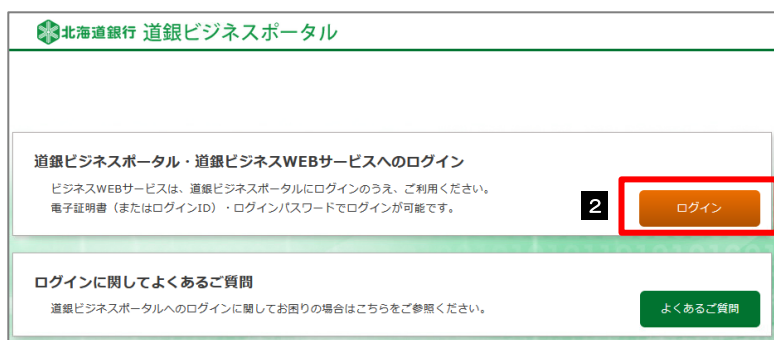 北海道銀行 道銀ビジネスポータル
道銀ビジネスポータル・道銀ビジネスWEBサービスへのログイン
ビジネスWEBサービスは、道銀ビジネスポータルにログインのうえ、ご利用ください。
電子証明書（またはログインID）・ログインパスワードでログインが可能です。
2
ログイン
ログインに関してよくあるご質問
道銀ビジネスポータルへのログインに関してお困りの場合はこちらをご参照ください。
よくあるご質問